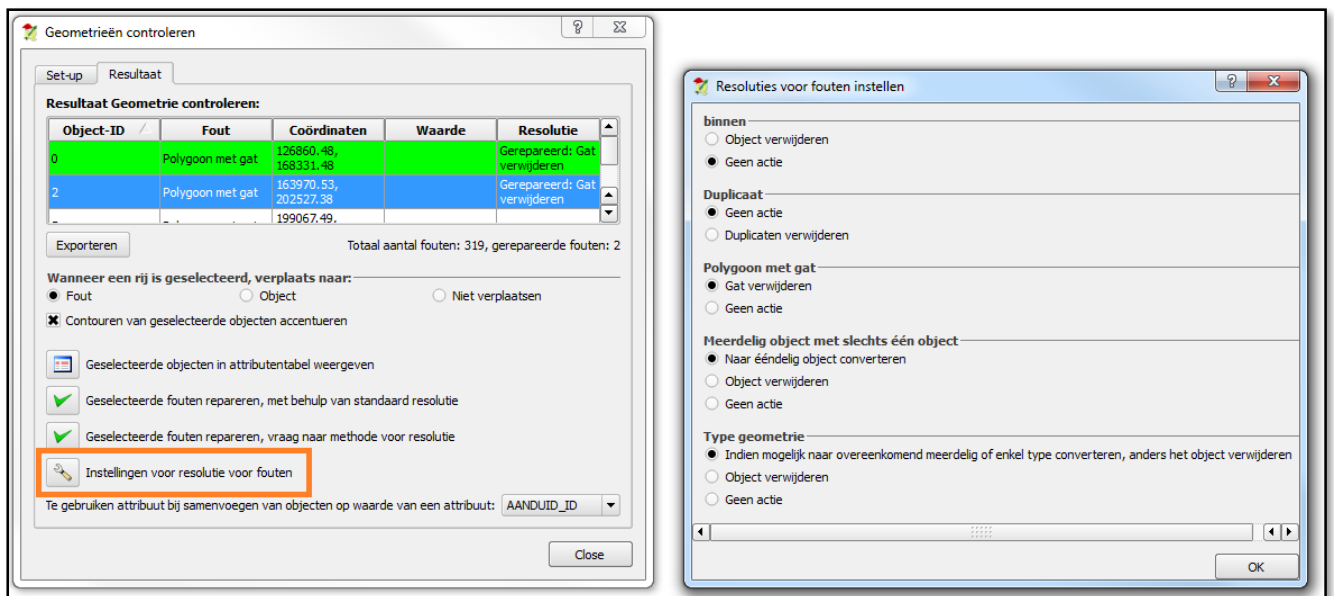 Geometrieën controleren
Set-up Resultaat
Resultaat Geometrie controleren:
Object-ID Fout Coördinaten Waarde Resolutie
0 Polygoon met gat 126860.48, 168331.48 Gerepareerd: Gat verwijderen
2 Polygoon met gat 163970.53, 202527.38 Gerepareerd: Gat verwijderen
199067.49,
Exporteren Totaal aantal fouten: 319, gerepareerde fouten: 2
Wanneer een rij is geselecteerd, verplaats naar:
Fout Object Niet verplaatsen
Contouren van geselecteerde objecten accentueren
Geselecteerde objecten in attributentabel weergeven
Geselecteerde fouten repareren, met behulp van standaard resolutie
Geselecteerde fouten repareren, vraag naar methode voor resolutie
Instellingen voor resolutie voor fouten
Te gebruiken attribuut bij samenvoegen van objecten op waarde van een attribuut: AANDUID_ID
Close
Resoluties voor fouten instellen
binnen
Object verwijderen
Geen actie
Duplicaat
Geen actie
Duplicaten verwijderen
Polygoon met gat
Gat verwijderen
Geen actie
Meerdelig object met slechts één object
Naar ééndelig object converteren
Object verwijderen
Geen actie
Type geometrie
Indien mogelijk naar overeenkomend meerdelig of enkel type converteren, anders het object verwijderen
Object verwijderen
Geen actie
OK